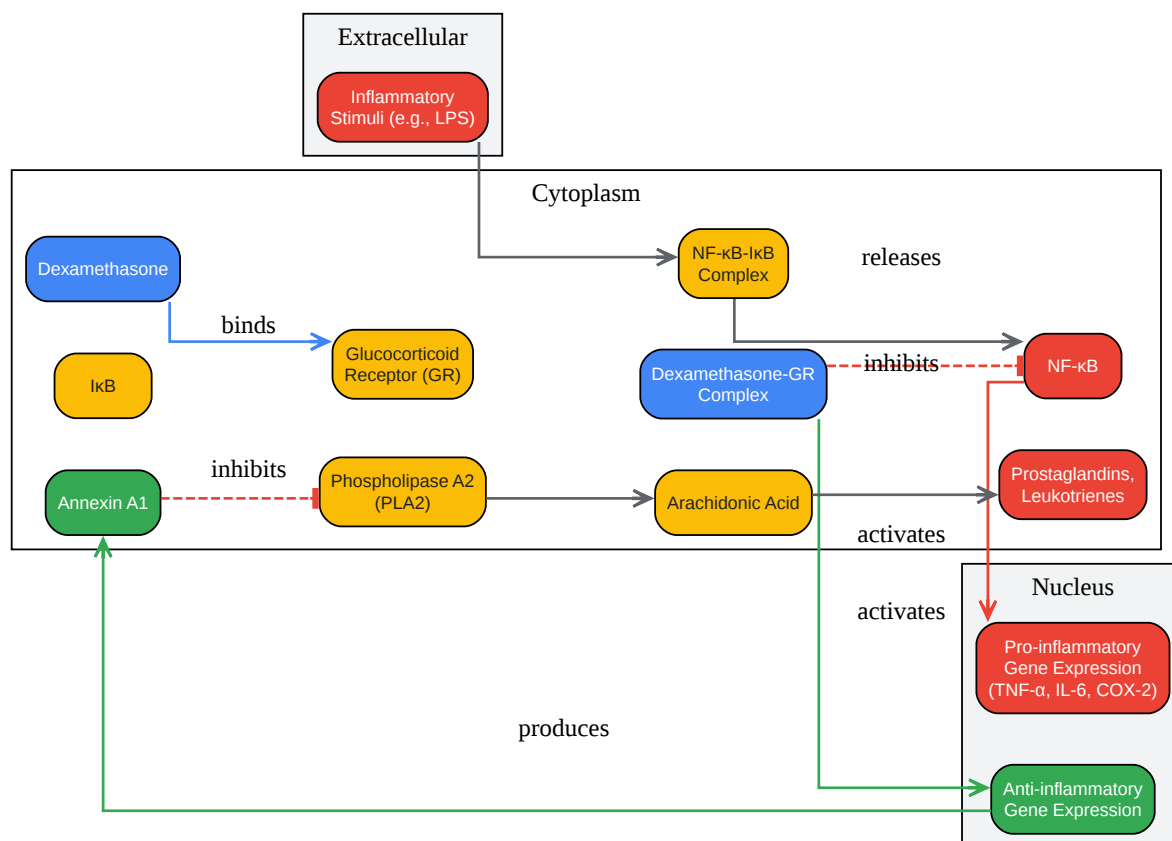 Extracellular
Inflammatory
Stimuli (e.g., LPS)
Cytoplasm
Dexamethasone
NF-κB-IκB
Complex
releases
binds
Glucocorticoid
Receptor (GR)
IκB
Dexamethasone-GR
Complex
inhibits
NF-κB
inhibits
Annexin A1
Phospholipase A2
(PLA2)
Arachidonic Acid
Prostaglandins,
Leukotrienes
activates
Nucleus
activates
Pro-inflammatory
Gene Expression
(TNF-α, IL-6, COX-2)
produces
Anti-inflammatory
Gene Expression